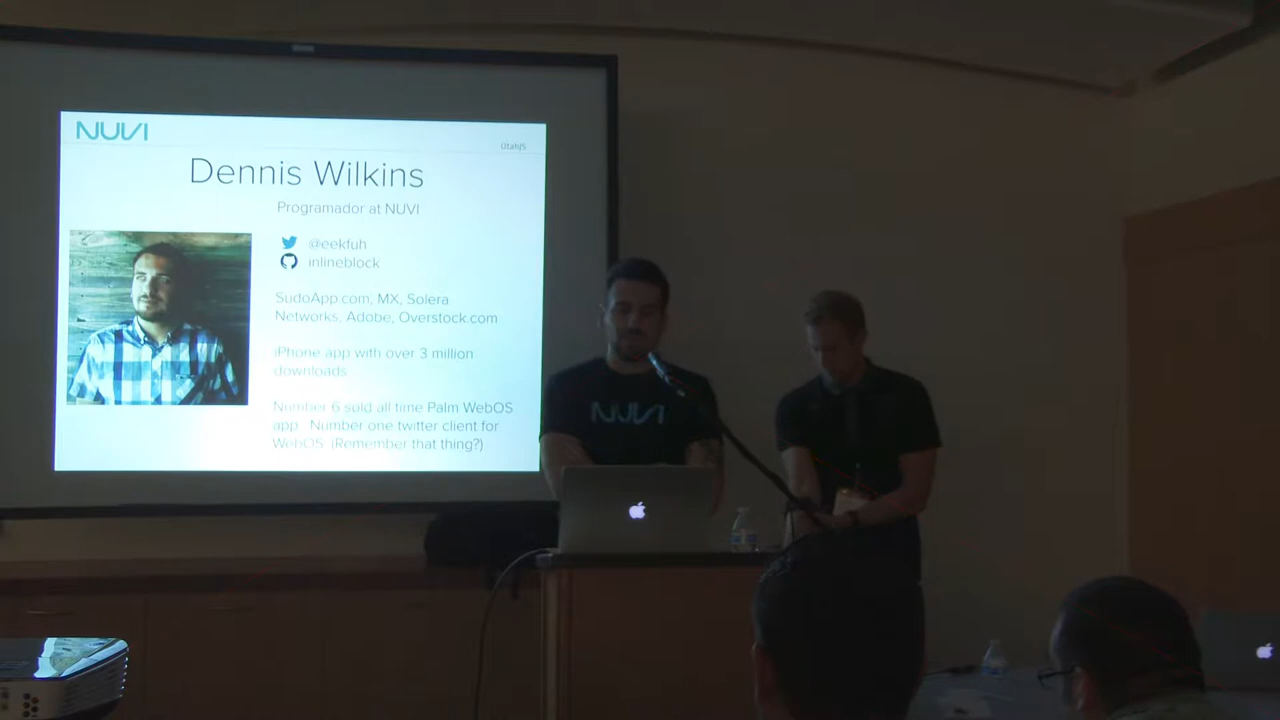 NUVI
UtahJS
Dennis Wilkins
Programador at NUVI
@eekfuh
inlineblock
SudoApp.com, MX, Solera
Networks, Adobe, Overstock.com
iPhone app with over 3 million
downloads
Number 6 sold all time Palm WebOS
app. Number one twitter client for
WebOS. (Remember that thing?)
NUVI